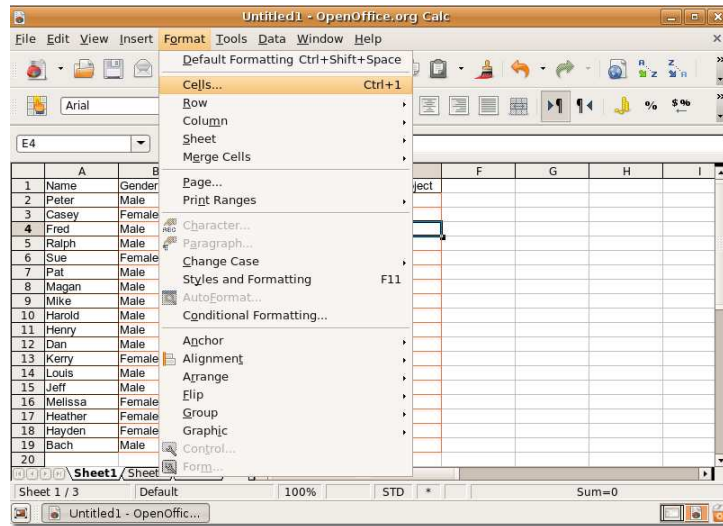 Untitled1 - OpenOffice.org Calc
File Edit View Insert Format Tools Data Window Help
Default Formatting Ctrl+Shift+Space
Cells... Ctrl+1
Row
Column
Sheet
Merge Cells
Page...
Print Ranges
Character...
Paragraph...
Change Case
Styles and Formatting F11
AutoFormat...
Conditional Formatting...
Anchor
Alignment
Arrange
Flip
Group
Graphic
Control...
Form...
Arial
E4
A B F G H I
1 Name Gender ject
2 Peter Male
3 Casey Female
4 Fred Male
5 Ralph Male
6 Sue Female
7 Pat Male
8 Magan Male
9 Mike Male
10 Harold Male
11 Henry Male
12 Dan Male
13 Kerry Female
14 Louis Male
15 Jeff Male
16 Melissa Female
17 Heather Female
18 Hayden Female
19 Bach Male
20
Sheet1 Sheet
Sheet 1 / 3 Default 100% STD * Sum=0
Untitled1 - OpenOffic...